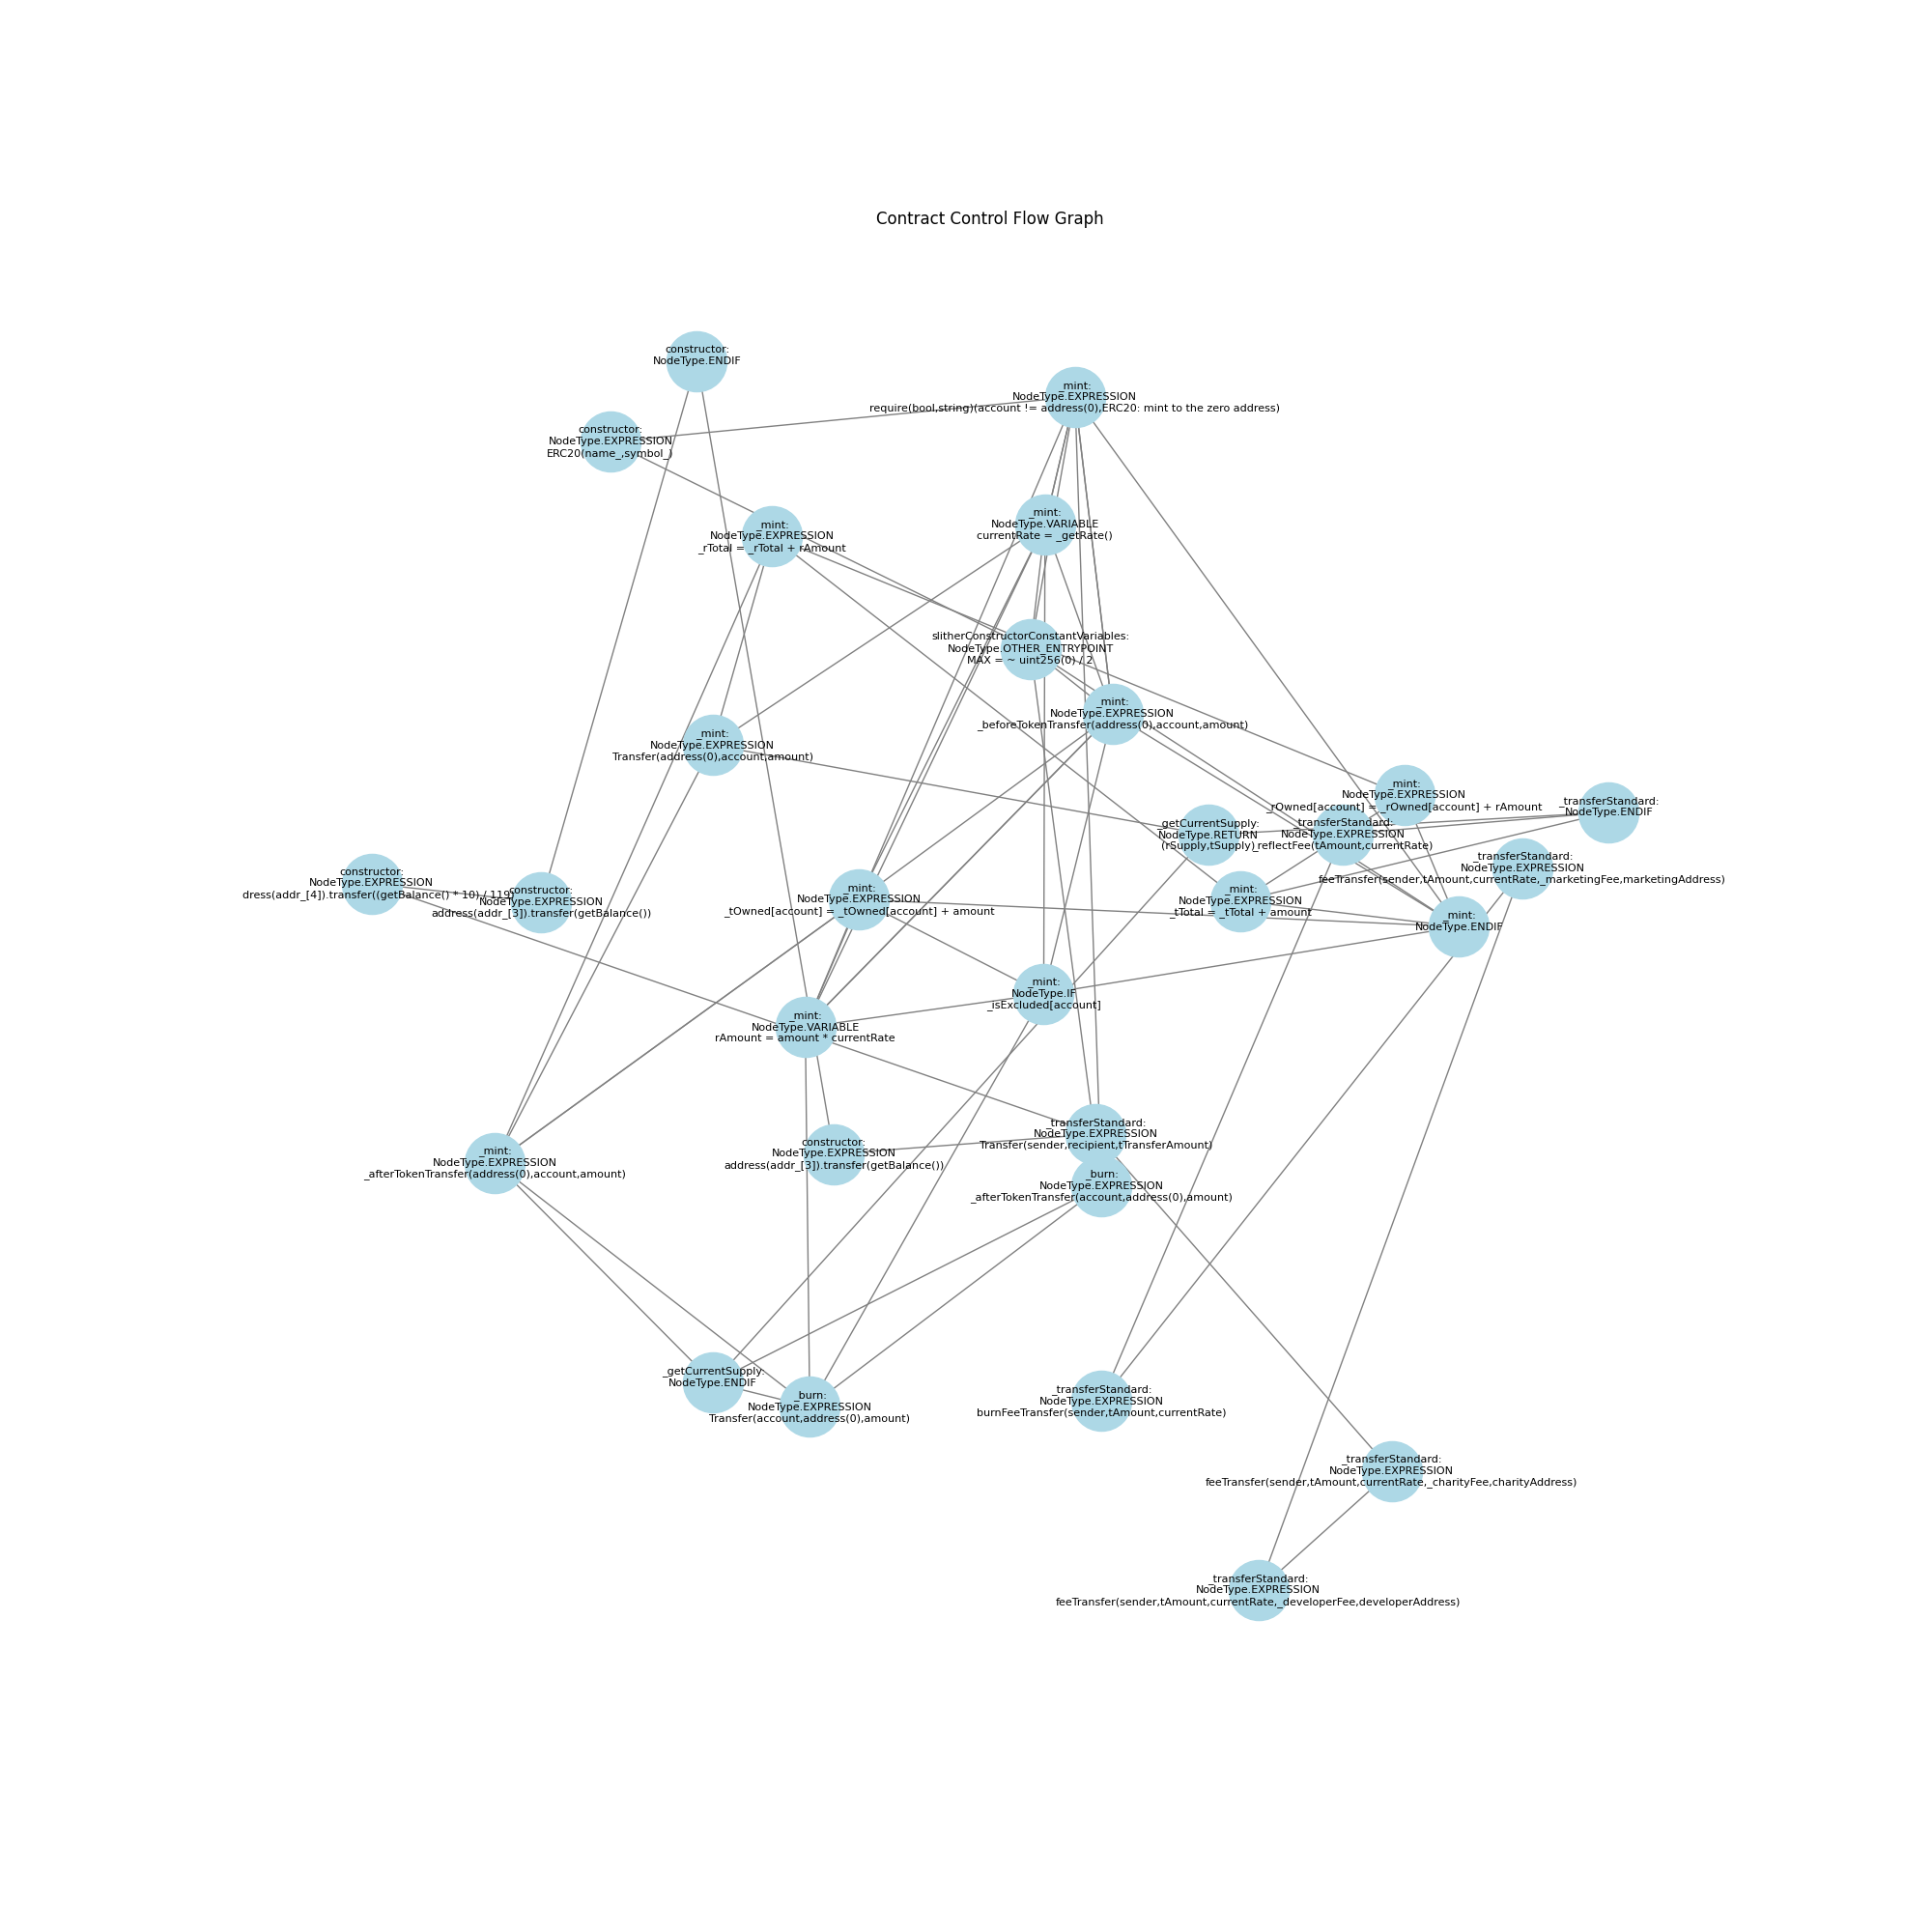 Contract Control Flow Graph
constructor:
NodeType.ENDIF
_mint:
NodeType.EXPRESSION
require(bool,string)(account != address(0),ERC20: mint to the zero address)
constructor:
NodeType.EXPRESSION
ERC20(name_,symbol_)
_mint:
NodeType.VARIABLE
currentRate = _getRate()
_mint:
NodeType.EXPRESSION
_rTotal = _rTotal + rAmount
slitherConstructorConstantVariables:
NodeType.OTHER_ENTRYPOINT
MAX = ~ uint256(0) / 2
_mint:
NodeType.EXPRESSION
_beforeTokenTransfer(address(0),account,amount)
_mint:
NodeType.EXPRESSION
Transfer(address(0),account,amount)
_mint:
NodeType.EXPRESSION
_rOwned[account] = _rOwned[account] + rAmount
_transferStandard:
NodeType.ENDIF
_getCurrentSupply:
NodeType.RETURN
(rSupply,tSupply)
_transferStandard:
NodeType.EXPRESSION
_reflectFee(tAmount,currentRate)
_transferStandard:
NodeType.EXPRESSION
feeTransfer(sender,tAmount,currentRate,_marketingFee,marketingAddress)
constructor:
NodeType.EXPRESSION
dress(addr_[4]).transfer((getBalance() * 10) / 119)
constructor:
NodeType.EXPRESSION
address(addr_[3]).transfer(getBalance())
_mint:
NodeType.EXPRESSION
_tOwned[account] = _tOwned[account] + amount
_mint:
NodeType.EXPRESSION
_tTotal = _tTotal + amount
_mint:
NodeType.ENDIF
_mint:
NodeType.IF
_isExcluded[account]
_mint:
NodeType.VARIABLE
rAmount = amount * currentRate
_transferStandard:
NodeType.EXPRESSION
Transfer(sender,recipient,tTransferAmount)
constructor:
NodeType.EXPRESSION
address(addr_[3]).transfer(getBalance())
_mint:
NodeType.EXPRESSION
_afterTokenTransfer(address(0),account,amount)
_burn:
NodeType.EXPRESSION
_afterTokenTransfer(account,address(0),amount)
_getCurrentSupply:
NodeType.ENDIF
_burn:
NodeType.EXPRESSION
Transfer(account,address(0),amount)
_transferStandard:
NodeType.EXPRESSION
burnFeeTransfer(sender,tAmount,currentRate)
_transferStandard:
NodeType.EXPRESSION
feeTransfer(sender,tAmount,currentRate,_charityFee,charityAddress)
_transferStandard:
NodeType.EXPRESSION
feeTransfer(sender,tAmount,currentRate,_developerFee,developerAddress)